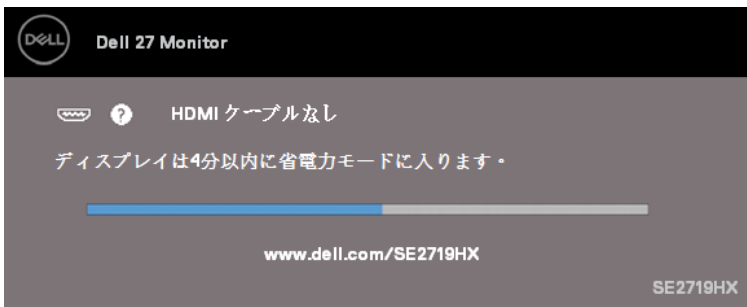 DELL
Dell 27 Monitor
? HDMI ケーブルなし
ディスプレイは4分以内に省電力モードに入ります。
www.dell.com/SE2719HX
SE2719HX